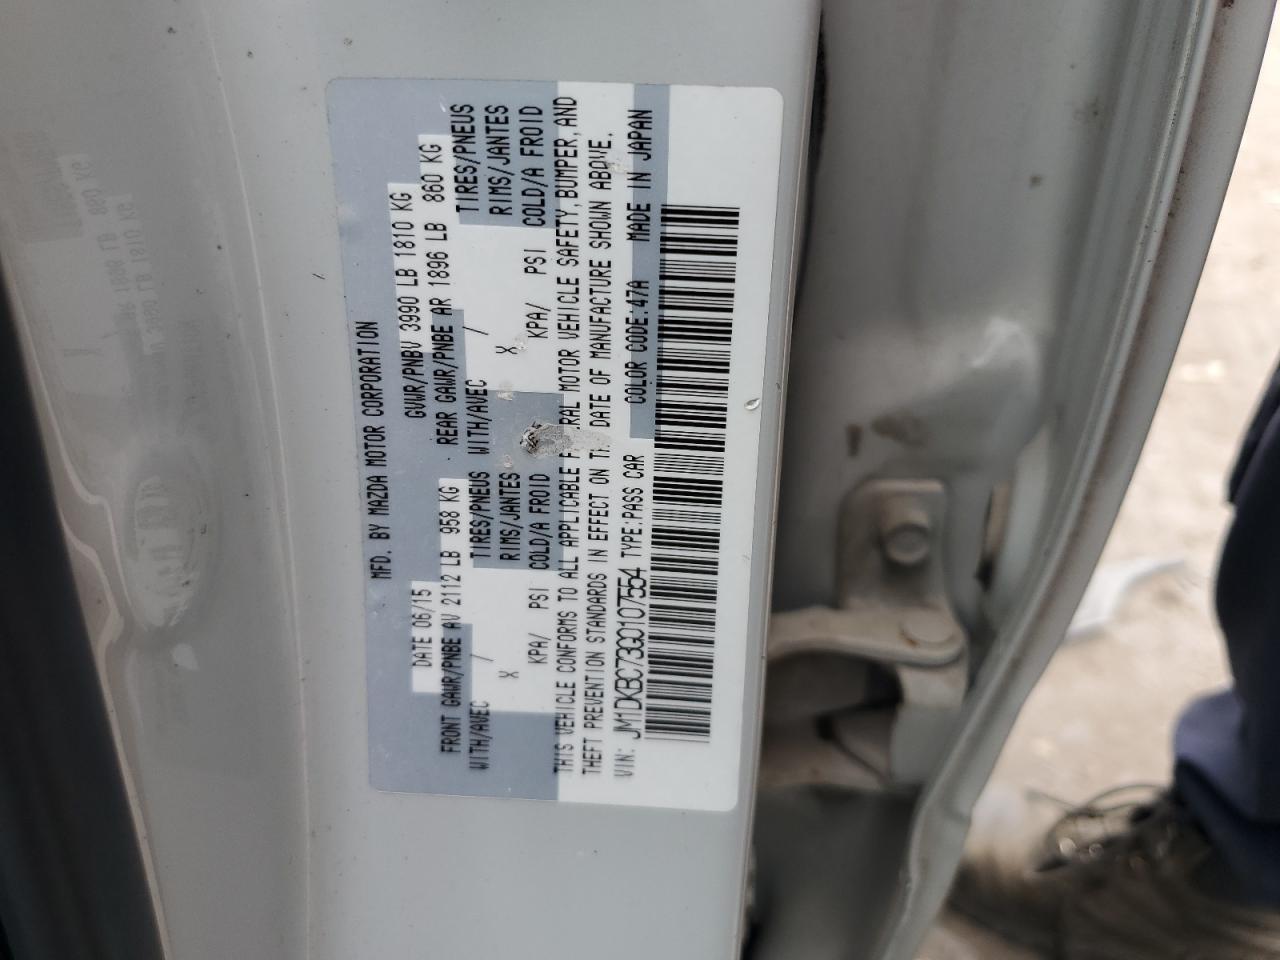 MFD. BY MAZDA MOTOR CORPORATION
DATE 06/15 GVWR/PNBV 3990 LB 1810 KG
FRONT GAWR/PNBE AV 2112 LB 958 KG REAR GAWR/PNBE AR 1896 LB 860 KG
WITH/AVEC / TIRES/PNEUS WITH/AVEC / TIRES/PNEUS
X RIMS/JANTES X RIMS/JANTES
KPA/ PSI COLD/A FROID KPA/ PSI COLD/A FROID
THIS VEHICLE CONFORMS TO ALL APPLICABLE MOTOR VEHICLE SAFETY, BUMPER, AND
THEFT PREVENTION STANDARDS IN EFFECT ON DATE OF MANUFACTURE SHOWN ABOVE.
VIN: JM1DKBC73G0107554 TYPE:PASS CAR COLOR CODE:47A MADE IN JAPAN